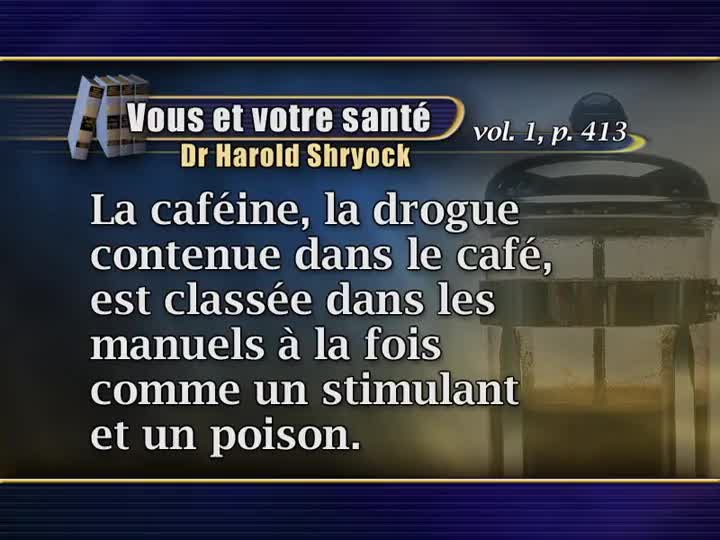 Vous et votre santé
vol. 1, p. 413
Dr Harold Shryock
La caféine, la drogue
contenue dans le café,
est classée dans les
manuels à la fois
comme un stimulant
et un poison.